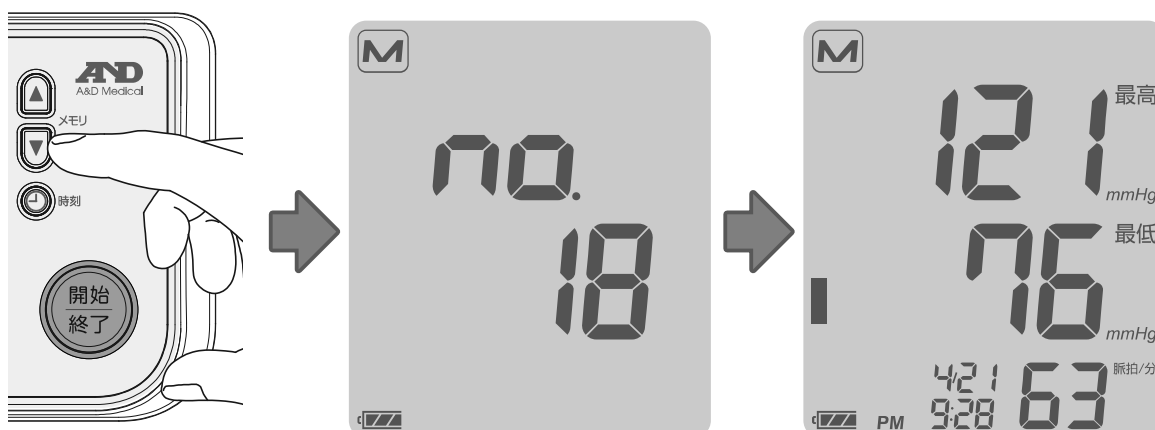 AND
A&D Medical
▲
メモリ
▼
時刻
開始
終了
M
no.
18
M
121 最高
mmHg
76 最低
mmHg
4/21
PM 9:28
63 脈拍/分